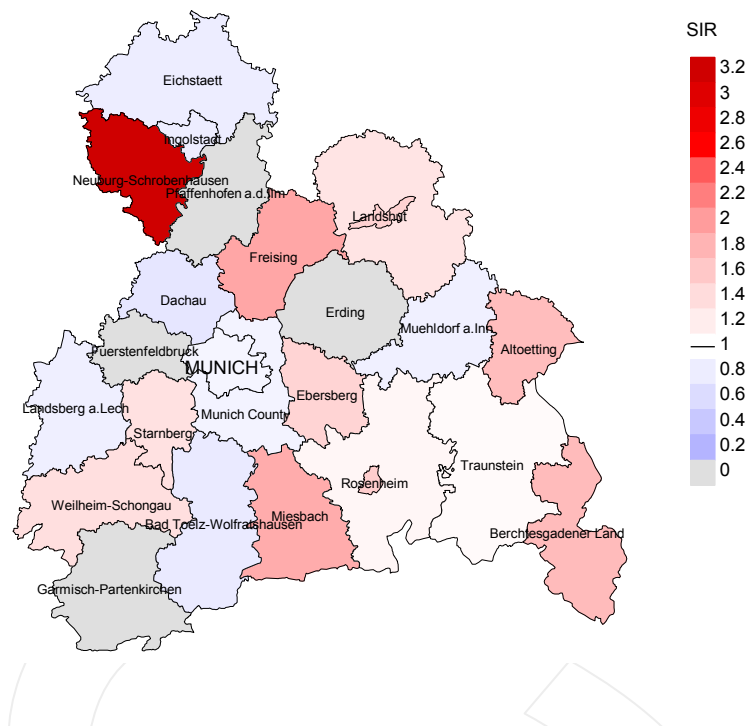 SIR
3.2
3
2.8
2.6
2.4
2.2
2
1.8
1.6
1.4
1.2
1
0.8
0.6
0.4
0.2
0
Eichstaett
Ingolstadt
Neuburg-Schrobenhausen
Pfaffenhofen a.d.Ilm
Landshut
Freising
Dachau
Erding
Muehldorf a.Inn
Altoetting
Fuerstenfeldbruck
MUNICH
Ebersberg
Landsberg a.Lech
Munich County
Starnberg
Traunstein
Rosenheim
Weilheim-Schongau
Miesbach
Bad Toelz-Wolfratshausen
Berchtesgadener Land
Garmisch-Partenkirchen